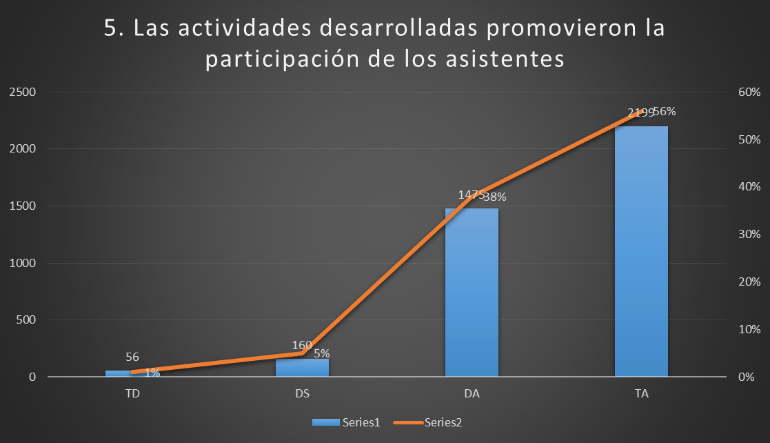 5. Las actividades desarrolladas promovieron la
participación de los asistentes
2500
2000
1500
1000
500
0
60%
50%
40%
30%
20%
10%
0%
56
1%
160
5%
1475
38%
2199
56%
TD
DS
DA
TA
Series1
Series2